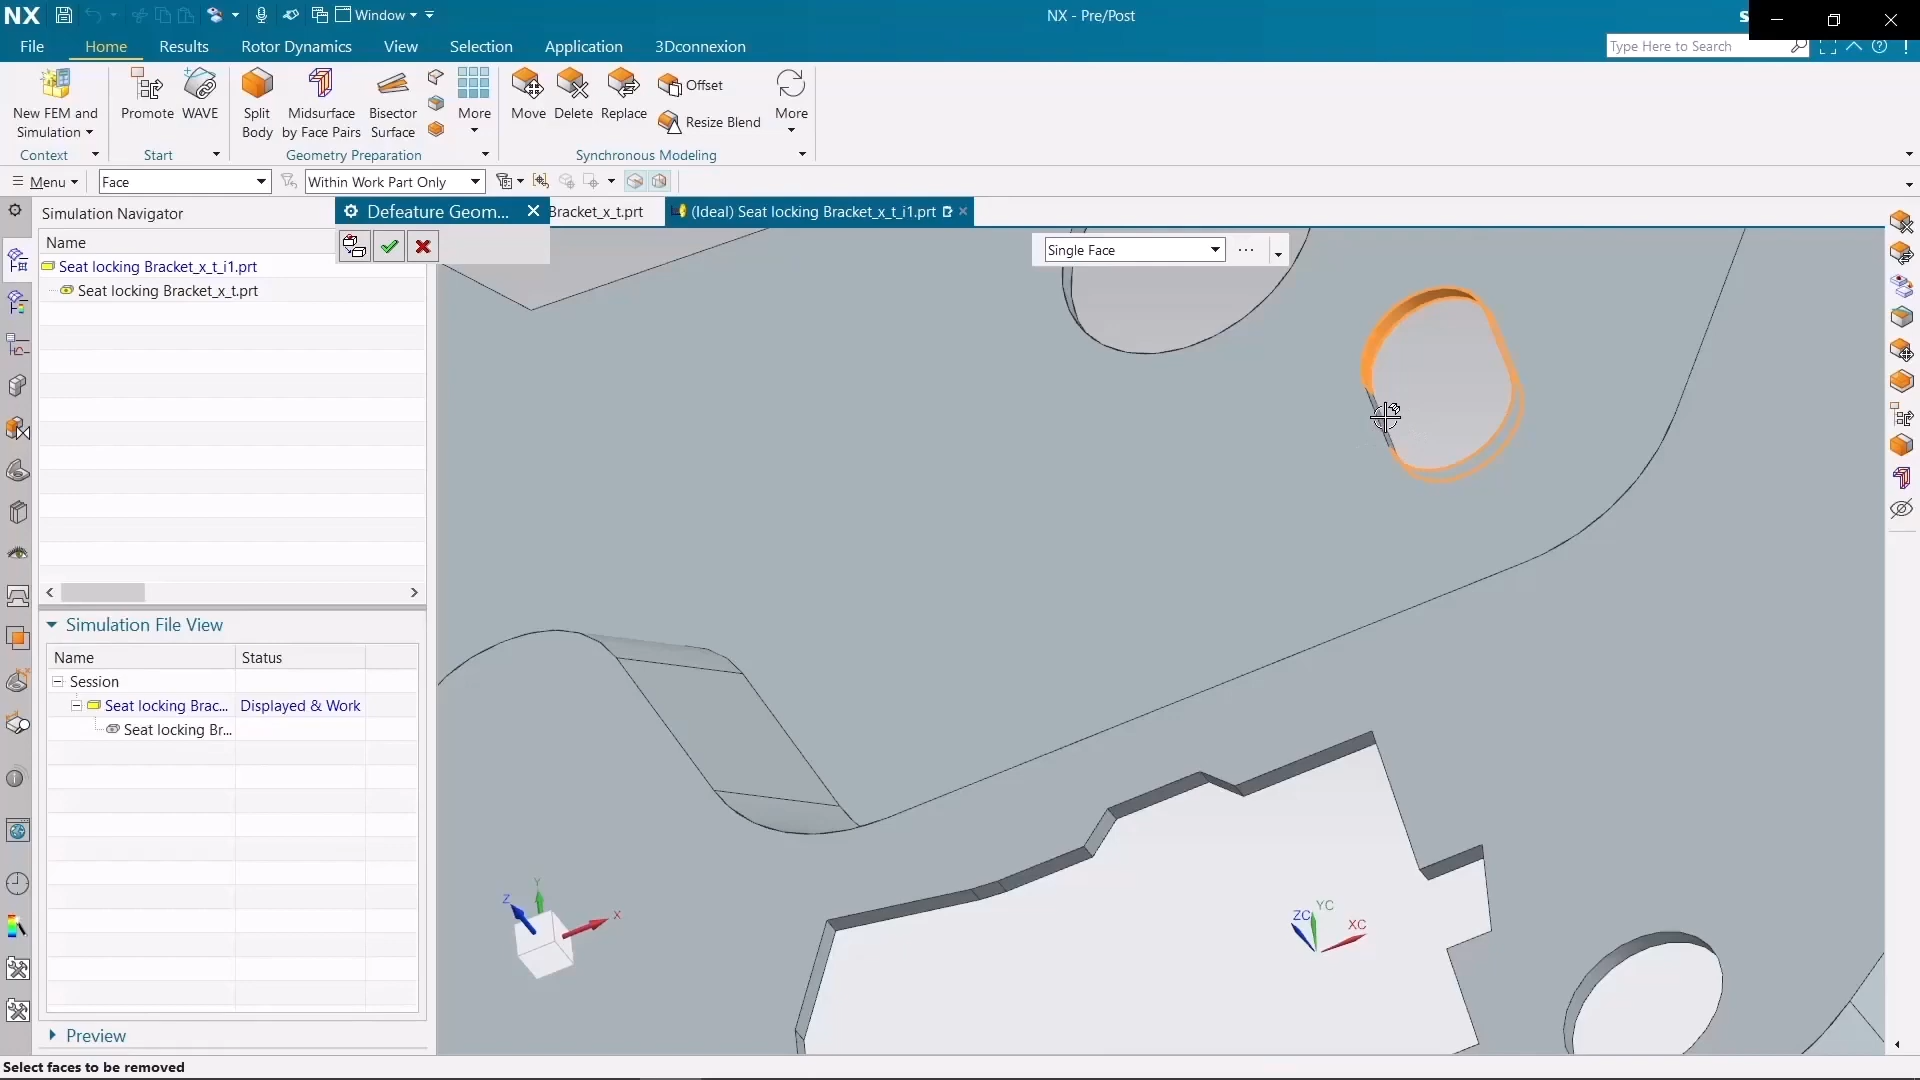 NX
Window
NX - Pre/Post
S
File
Home
Results
Rotor Dynamics
View
Selection
Application
3Dconnexion
Type Here to Search
New FEM and
Simulation
Promote
WAVE
Split
Body
Midsurface
by Face Pairs
Bisector
Surface
More
Move
Delete
Replace
Offset
Resize Blend
More
Context
Start
Geometry Preparation
Synchronous Modeling
Menu
Face
Within Work Part Only
Simulation Navigator
Defeature Geom...
Bracket_x_t.prt
(Ideal) Seat locking Bracket_x_t_i1.prt
Name
Single Face
Seat locking Bracket_x_t_i1.prt
Seat locking Bracket_x_t.prt
Simulation File View
Name
Status
Session
Seat locking Brac...
Displayed & Work
Seat locking Br...
Z
Y
X
ZC
YC
XC
Preview
Select faces to be removed